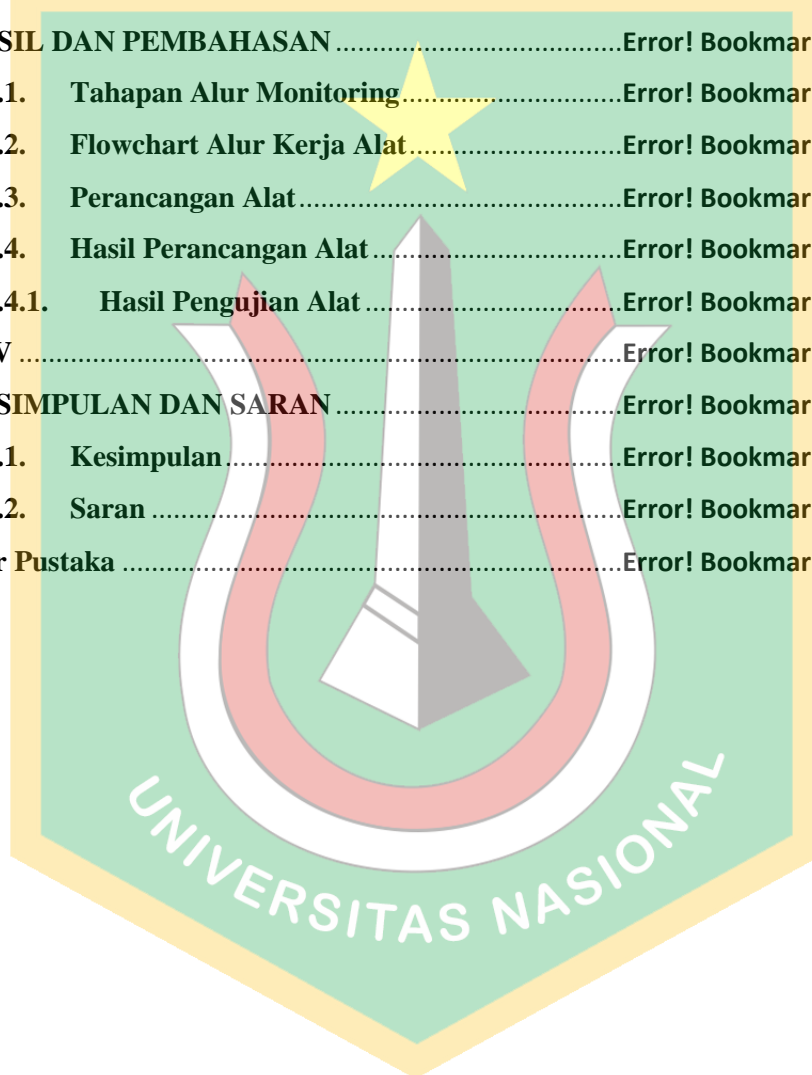 SIL DAN PEMBAHASAN ........................................ Error! Bookmar
.1. Tahapan Alur Monitoring ........................................ Error! Bookmar
.2. Flowchart Alur Kerja Alat ........................................ Error! Bookmar
.3. Perancangan Alat ........................................ Error! Bookmar
.4. Hasil Perancangan Alat ........................................ Error! Bookmar
.4.1. Hasil Pengujian Alat ........................................ Error! Bookmar
V ........................................ Error! Bookmar
SIMPULAN DAN SARAN ........................................ Error! Bookmar
.1. Kesimpulan ........................................ Error! Bookmar
.2. Saran ........................................ Error! Bookmar
r Pustaka ........................................ Error! Bookmar
UNIVERSITAS NASIONAL